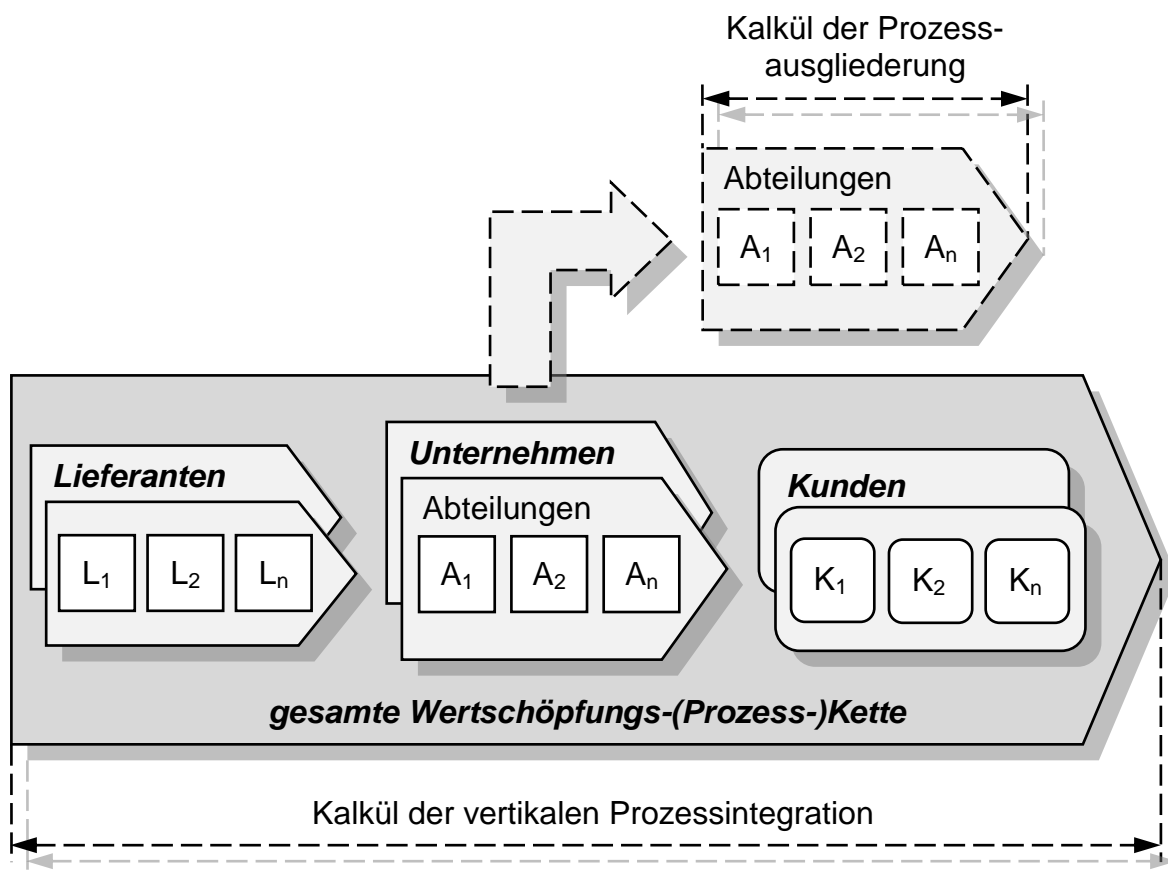 Kalkül der Prozess-
ausgliederung
Abteilungen
A₁ A₂ Aₙ
Lieferanten
L₁ L₂ Lₙ
Unternehmen
Abteilungen
A₁ A₂ Aₙ
Kunden
K₁ K₂ Kₙ
gesamte Wertschöpfungs-(Prozess-)Kette
Kalkül der vertikalen Prozessintegration